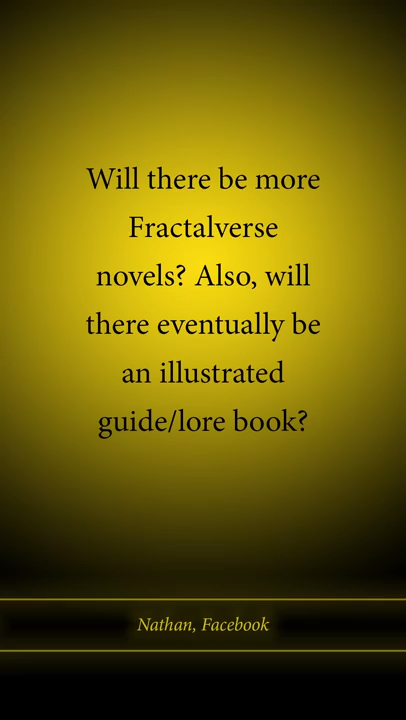 Will there be more
Fractalverse
novels? Also, will
there eventually be
an illustrated
guide/lore book?
Nathan, Facebook